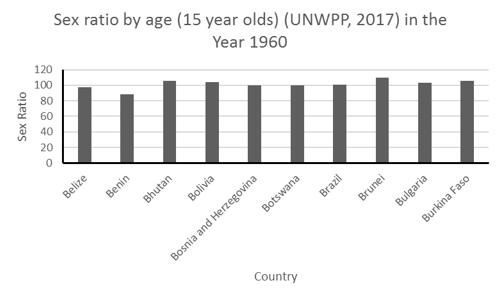 Sex ratio by age (15 year olds) (UNWPP, 2017) in the
Year 1960
Sex Ratio
120
100
80
60
40
20
0
Belize
Benin
Bhutan
Bolivia
Bosnia and Herzegovina
Botswana
Brazil
Brunei
Bulgaria
Burkina Faso
Country